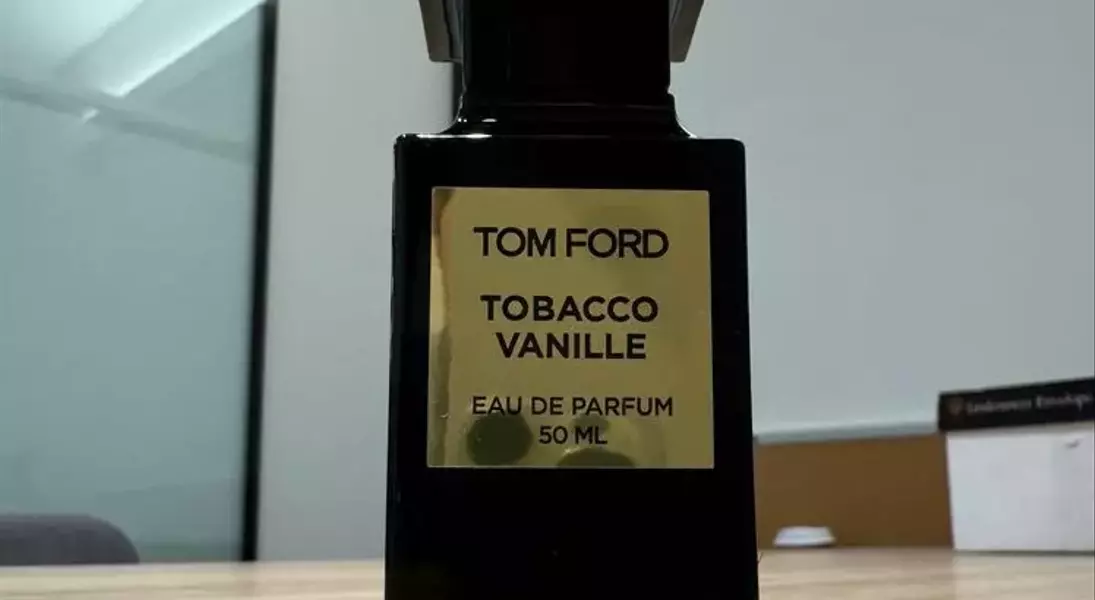 TOM FORD
TOBACCO
VANILLE
EAU DE PARFUM
50 ML